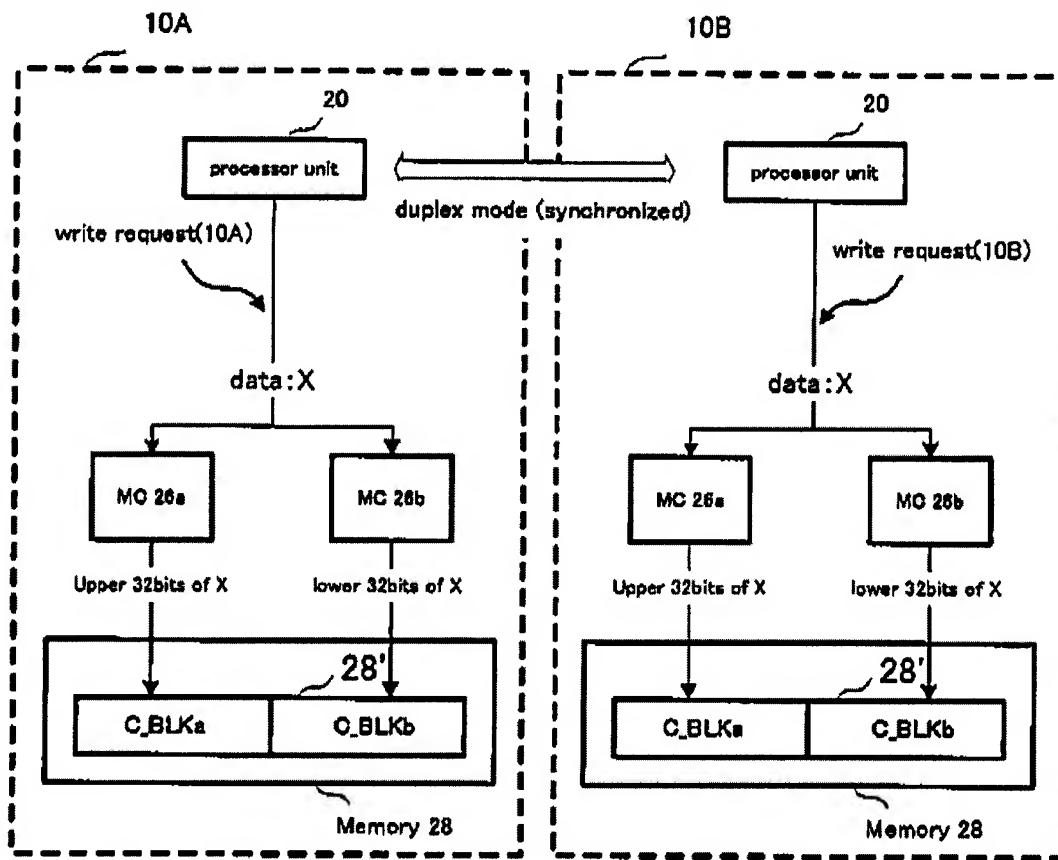 10A
10B
20
20
processor unit
processor unit
duplex mode (synchronized)
write request(10A)
write request(10B)
data:X
data:X
MC 26a
MC 26b
MC 26a
MC 26b
Upper 32bits of X
lower 32bits of X
Upper 32bits of X
lower 32bits of X
28'
28'
C_BLKa
C_BLKb
C_BLKa
C_BLKb
Memory 28
Memory 28